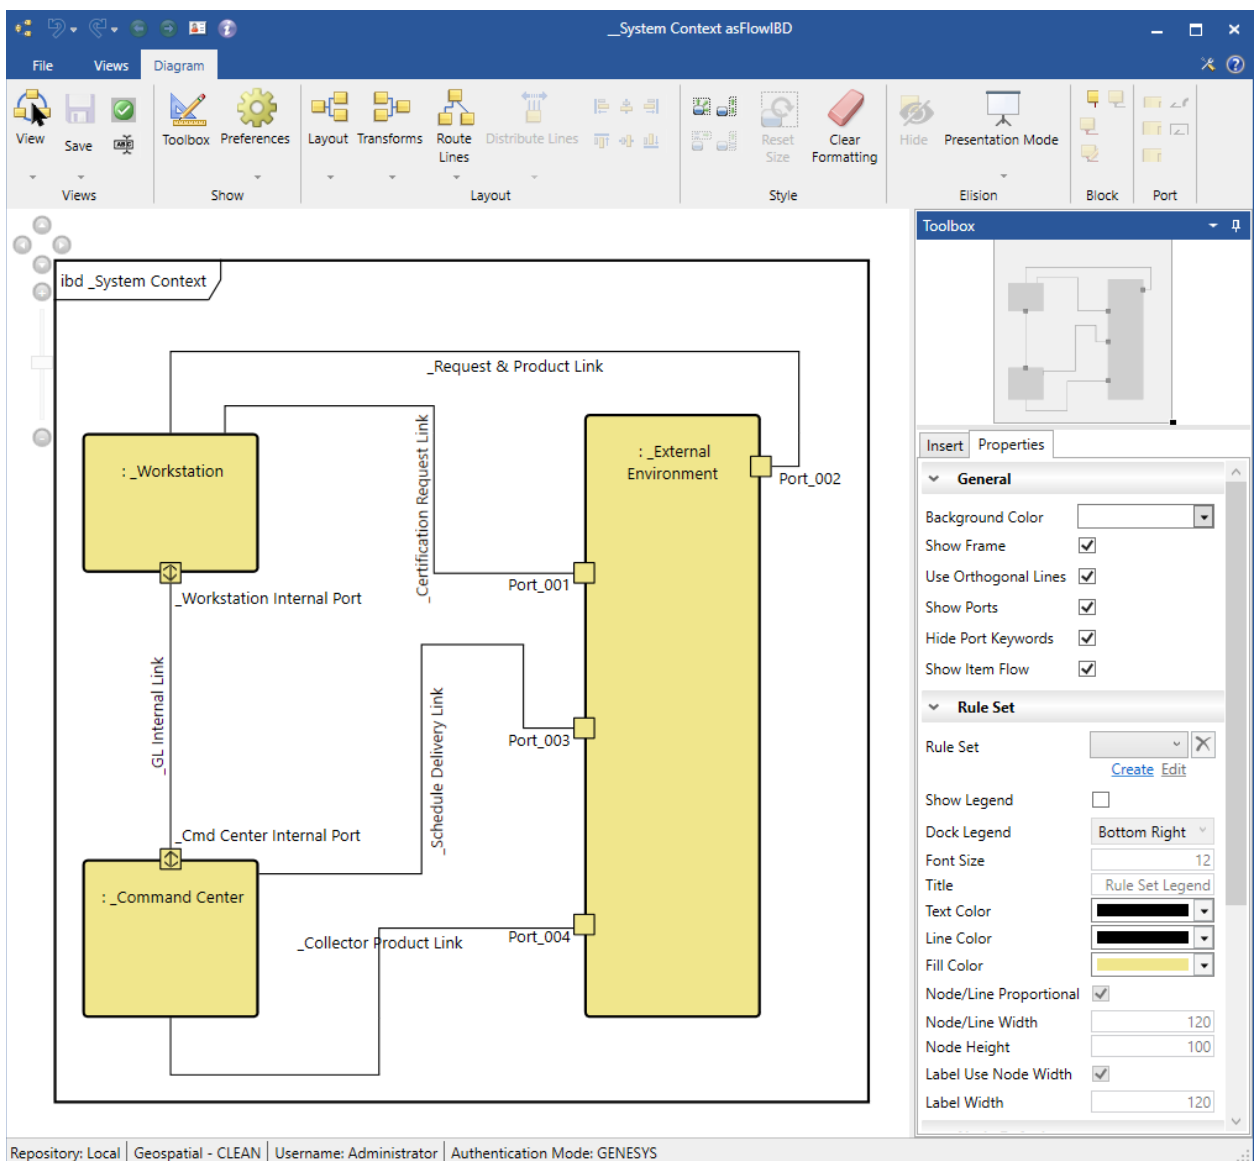 __System Context asFlowIBD
File
Views
Diagram
View
Save
ABC
Toolbox
Preferences
Layout
Transforms
Route
Lines
Distribute Lines
Reset
Size
Clear
Formatting
Hide
Presentation Mode
Views
Show
Layout
Style
Elision
Block
Port
ibd _System Context
_Request & Product Link
_Certification Request Link
: _Workstation
: _External
Environment
Port_002
Port_001
_Workstation Internal Port
_GL Internal Link
_Schedule Delivery Link
Port_003
_Cmd Center Internal Port
: _Command Center
_Collector Product Link
Port_004
Toolbox
Insert
Properties
General
Background Color
Show Frame
Use Orthogonal Lines
Show Ports
Hide Port Keywords
Show Item Flow
Rule Set
Rule Set
Create Edit
Show Legend
Dock Legend Bottom Right
Font Size 12
Title Rule Set Legend
Text Color
Line Color
Fill Color
Node/Line Proportional
Node/Line Width 120
Node Height 100
Label Use Node Width
Label Width 120
Repository: Local Geospatial - CLEAN Username: Administrator Authentication Mode: GENESYS